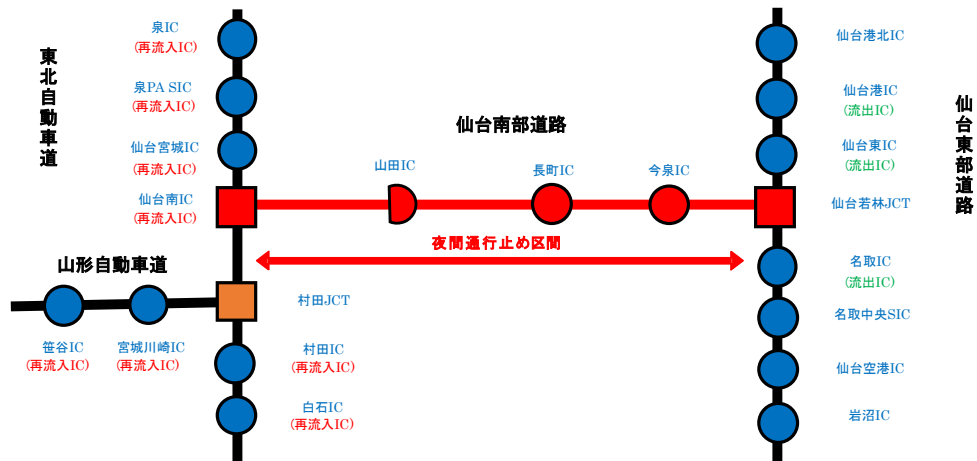 東北自動車道
泉IC
(再流入IC)
泉PA SIC
(再流入IC)
仙台宮城IC
(再流入IC)
仙台南IC
(再流入IC)
山形自動車道
笹谷IC
(再流入IC)
宮城川崎IC
(再流入IC)
村田JCT
村田IC
(再流入IC)
白石IC
(再流入IC)
仙台南部道路
山田IC
長町IC
今泉IC
夜間通行止め区間
仙台港北IC
仙台港IC
(流出IC)
仙台東IC
(流出IC)
仙台若林JCT
名取IC
(流出IC)
名取中央SIC
仙台空港IC
岩沼IC
仙台東部道路